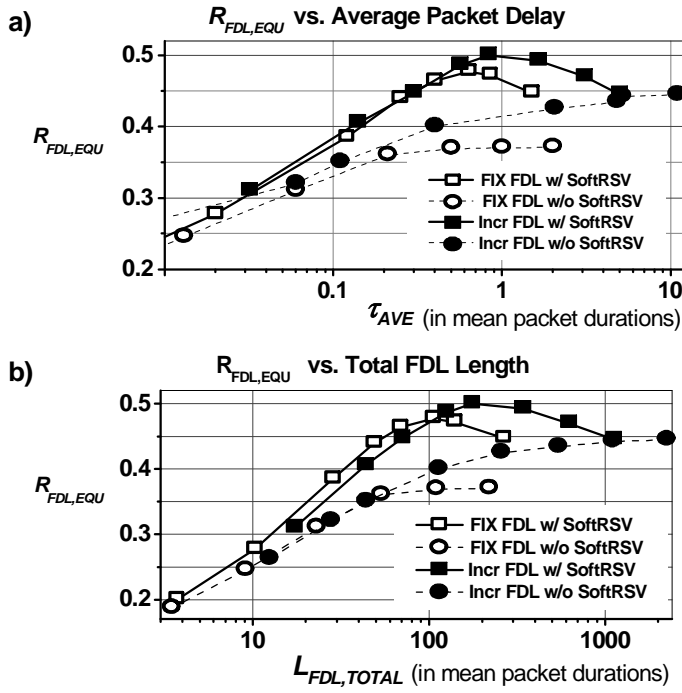 a)
R_FDL,EQU vs. Average Packet Delay
0.5
0.4
R_FDL,EQU
0.3
0.2
FIX FDL w/ SoftRSV
FIX FDL w/o SoftRSV
Incr FDL w/ SoftRSV
Incr FDL w/o SoftRSV
0.1 1 10
τ_AVE (in mean packet durations)
b)
R_FDL,EQU vs. Total FDL Length
0.5
0.4
R_FDL,EQU
0.3
0.2
FIX FDL w/ SoftRSV
FIX FDL w/o SoftRSV
Incr FDL w/ SoftRSV
Incr FDL w/o SoftRSV
10 100 1000
L_FDL,TOTAL (in mean packet durations)